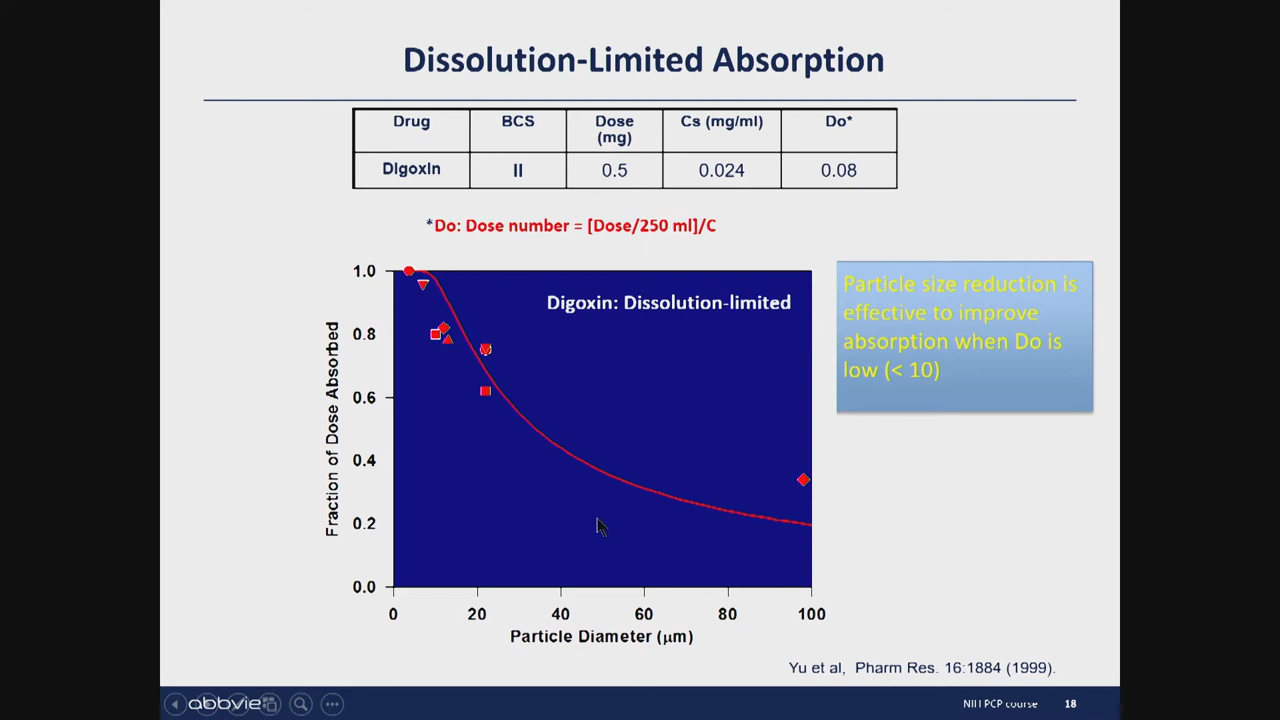 Dissolution-Limited Absorption
Drug BCS Dose (mg) Cs (mg/ml) Do*
Digoxin II 0.5 0.024 0.08
*Do: Dose number = [Dose/250 ml]/C
Digoxin: Dissolution-limited
Fraction of Dose Absorbed
1.0
0.8
0.6
0.4
0.2
0.0
0 20 40 60 80 100
Particle Diameter (µm)
Particle size reduction is
effective to improve
absorption when Do is
low (< 10)
Yu et al, Pharm Res. 16:1884 (1999).
abbvie
NIH PCP course 18